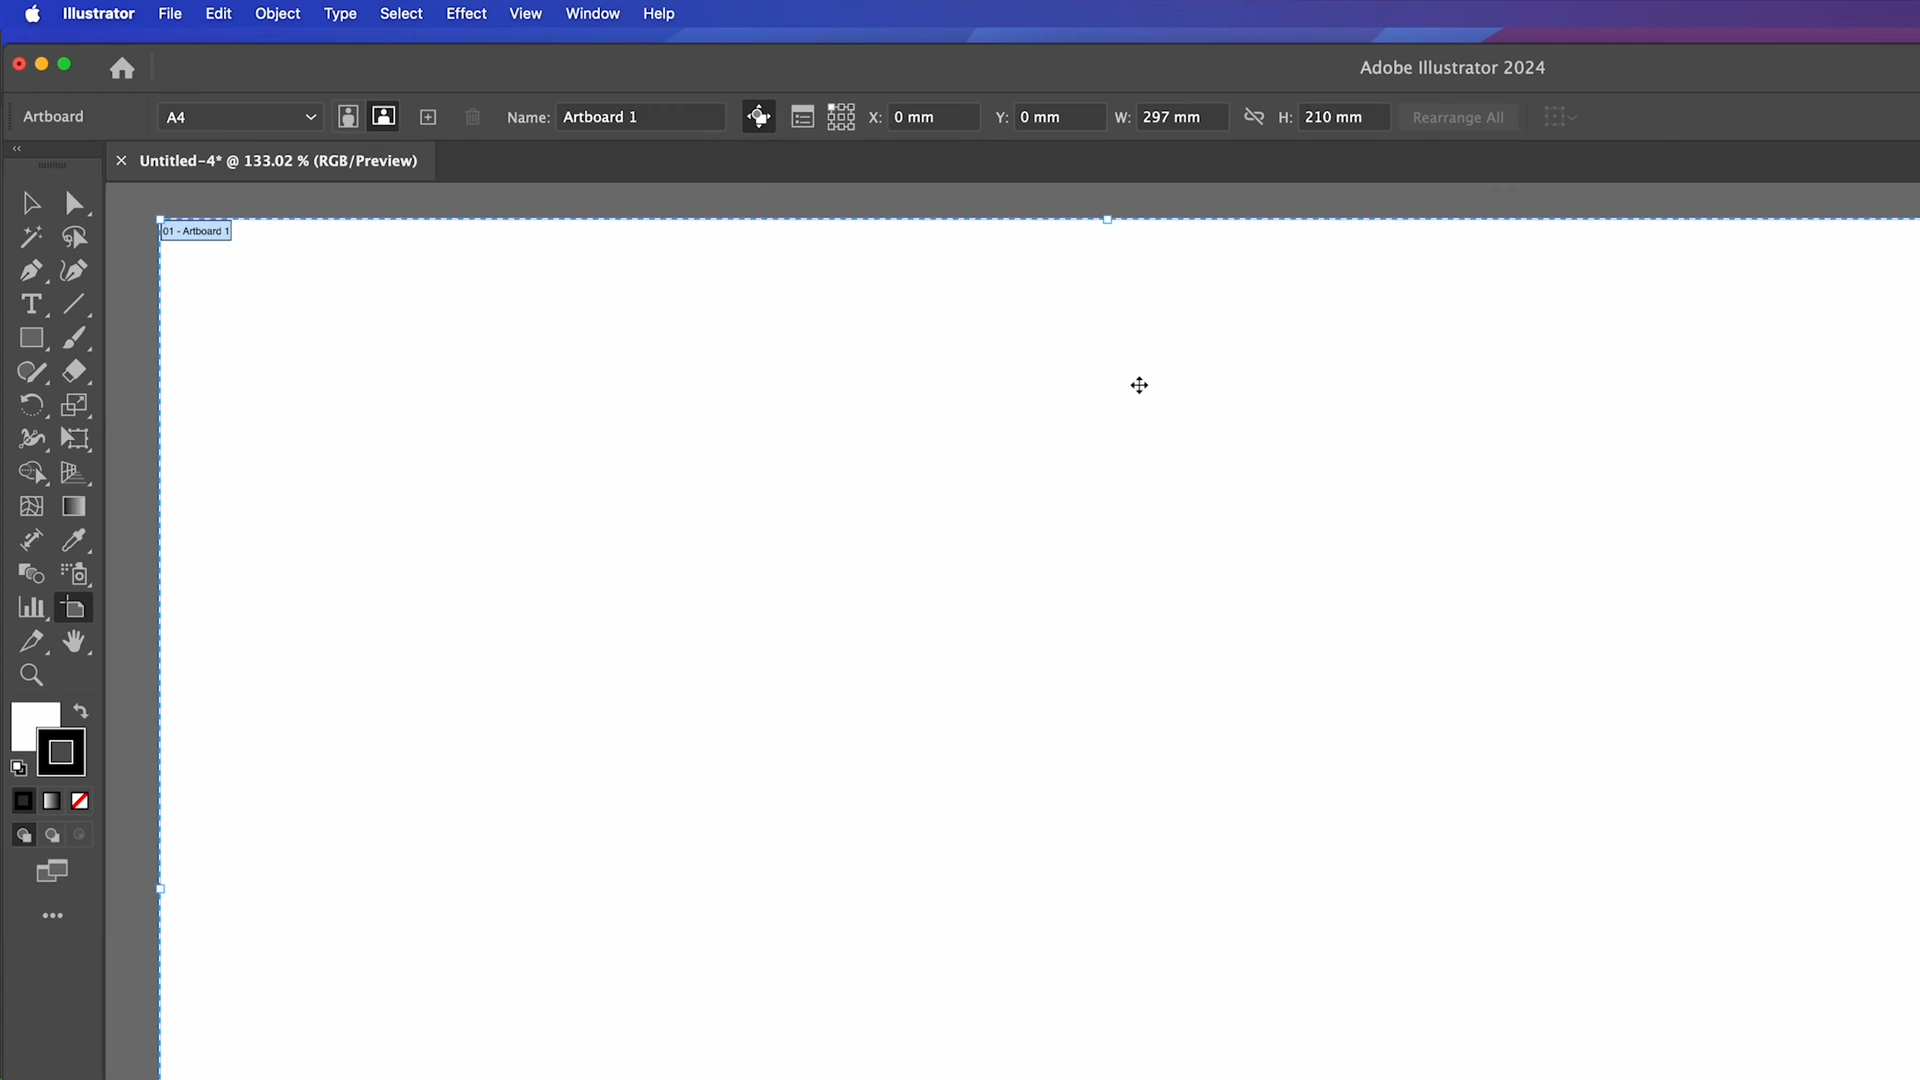 Illustrator File Edit Object Type Select Effect View Window Help
Adobe Illustrator 2024
Artboard A4 Name: Artboard 1 X: 0 mm Y: 0 mm W: 297 mm H: 210 mm Rearrange All
Untitled-4* @ 133.02 % (RGB/Preview)
01 - Artboard 1